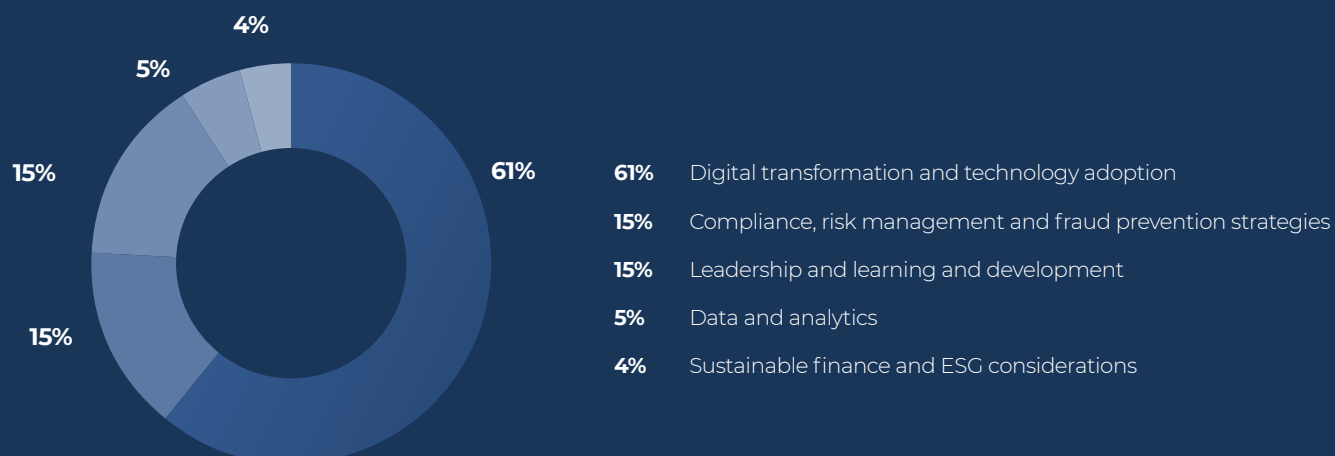 4%
5%
15%
61%
15%
61% Digital transformation and technology adoption
15% Compliance, risk management and fraud prevention strategies
15% Leadership and learning and development
5% Data and analytics
4% Sustainable finance and ESG considerations